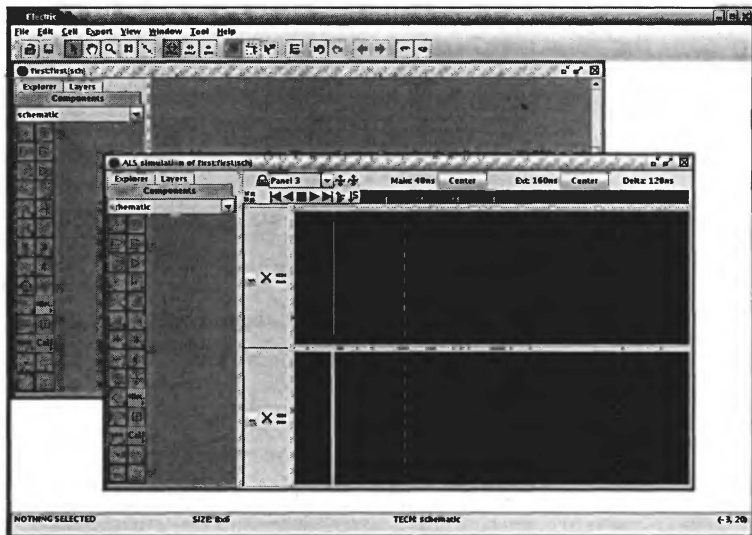 Electric
File Edit Cell Export View Window Tool Help
first:first{sch}
Explorer Layers
Components
schematic
ALS simulation of first:first{sch}
Explorer Layers
Components
schematic
Panel 3
Main: 40ns
Center
Ext: 160ns
Center
Delta: 120ns
NOTHING SELECTED
SIZE: 8x6
TECH: schematic
(-3, 20)